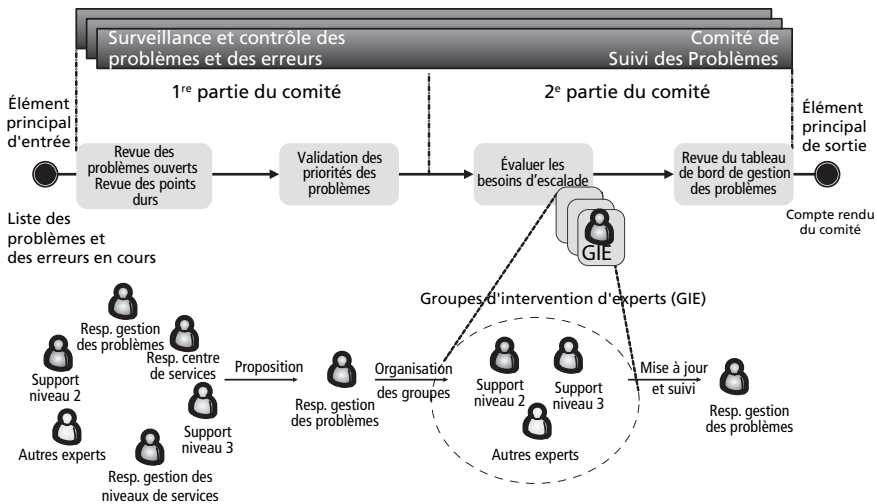 Surveillance et contrôle des
problèmes et des erreurs
Comité de
Suivi des Problèmes
1re partie du comité
2e partie du comité
Élément
principal
d'entrée
Élément
principal
de sortie
Revue des
problèmes ouverts
Revue des points
durs
Validation des
priorités des
problèmes
Évaluer les
besoins d'escalade
Revue du tableau
de bord de gestion
des problèmes
Liste des
problèmes et
des erreurs en cours
Compte rendu
du comité
GIE
Groupes d'intervention d'experts (GIE)
Resp. gestion
des problèmes
Resp. centre
de services
Support
niveau 2
Support
niveau 3
Autres experts
Resp. gestion des
niveaux de services
Proposition
Resp. gestion
des problèmes
Organisation
des groupes
Support
niveau 2
Support
niveau 3
Autres experts
Mise à jour
et suivi
Resp. gestion
des problèmes